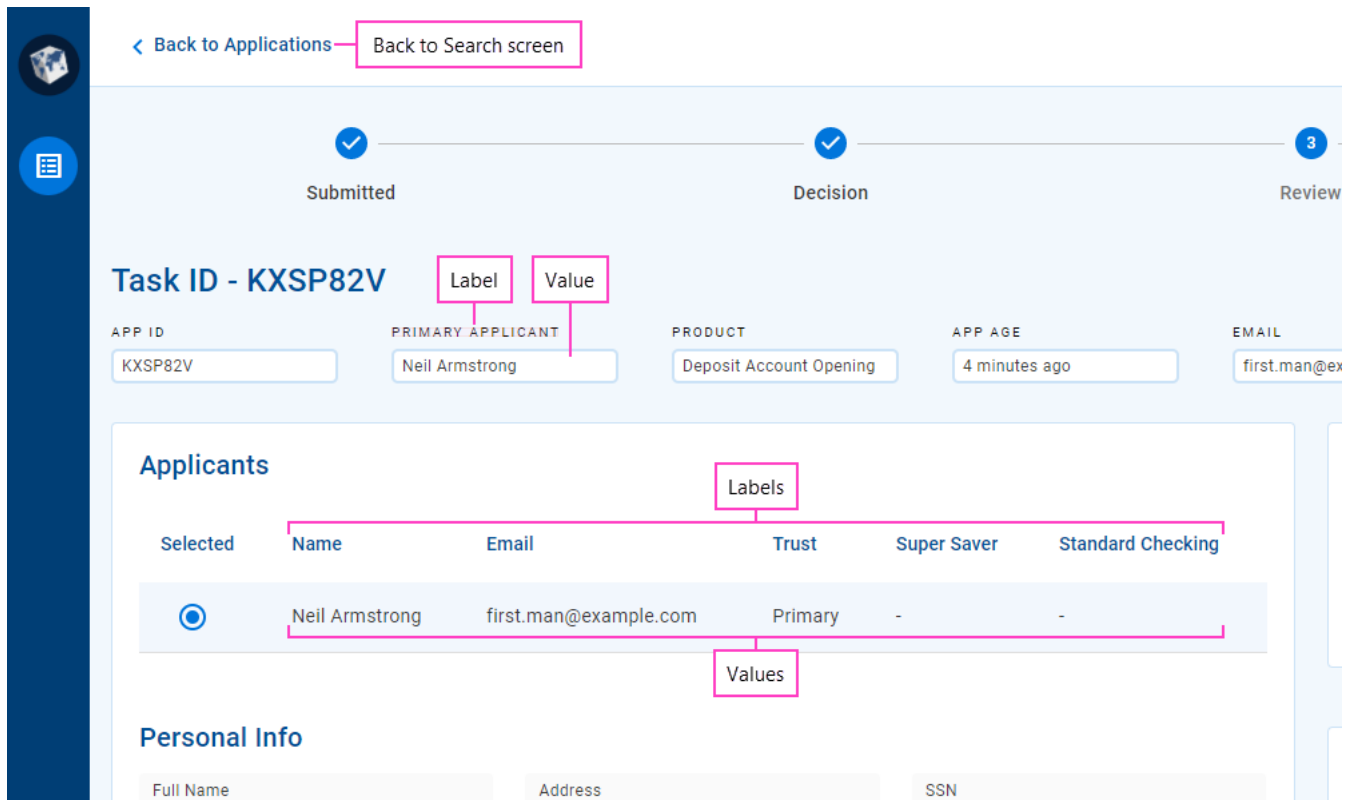 Back to Applications Back to Search screen
3
Submitted Decision Review
Task ID - KXSP82V Label Value
APP ID PRIMARY APPLICANT PRODUCT APP AGE EMAIL
KXSP82V Neil Armstrong Deposit Account Opening 4 minutes ago first.man@ex
Applicants
Labels
Selected Name Email Trust Super Saver Standard Checking
Neil Armstrong first.man@example.com Primary - -
Values
Personal Info
Full Name Address SSN